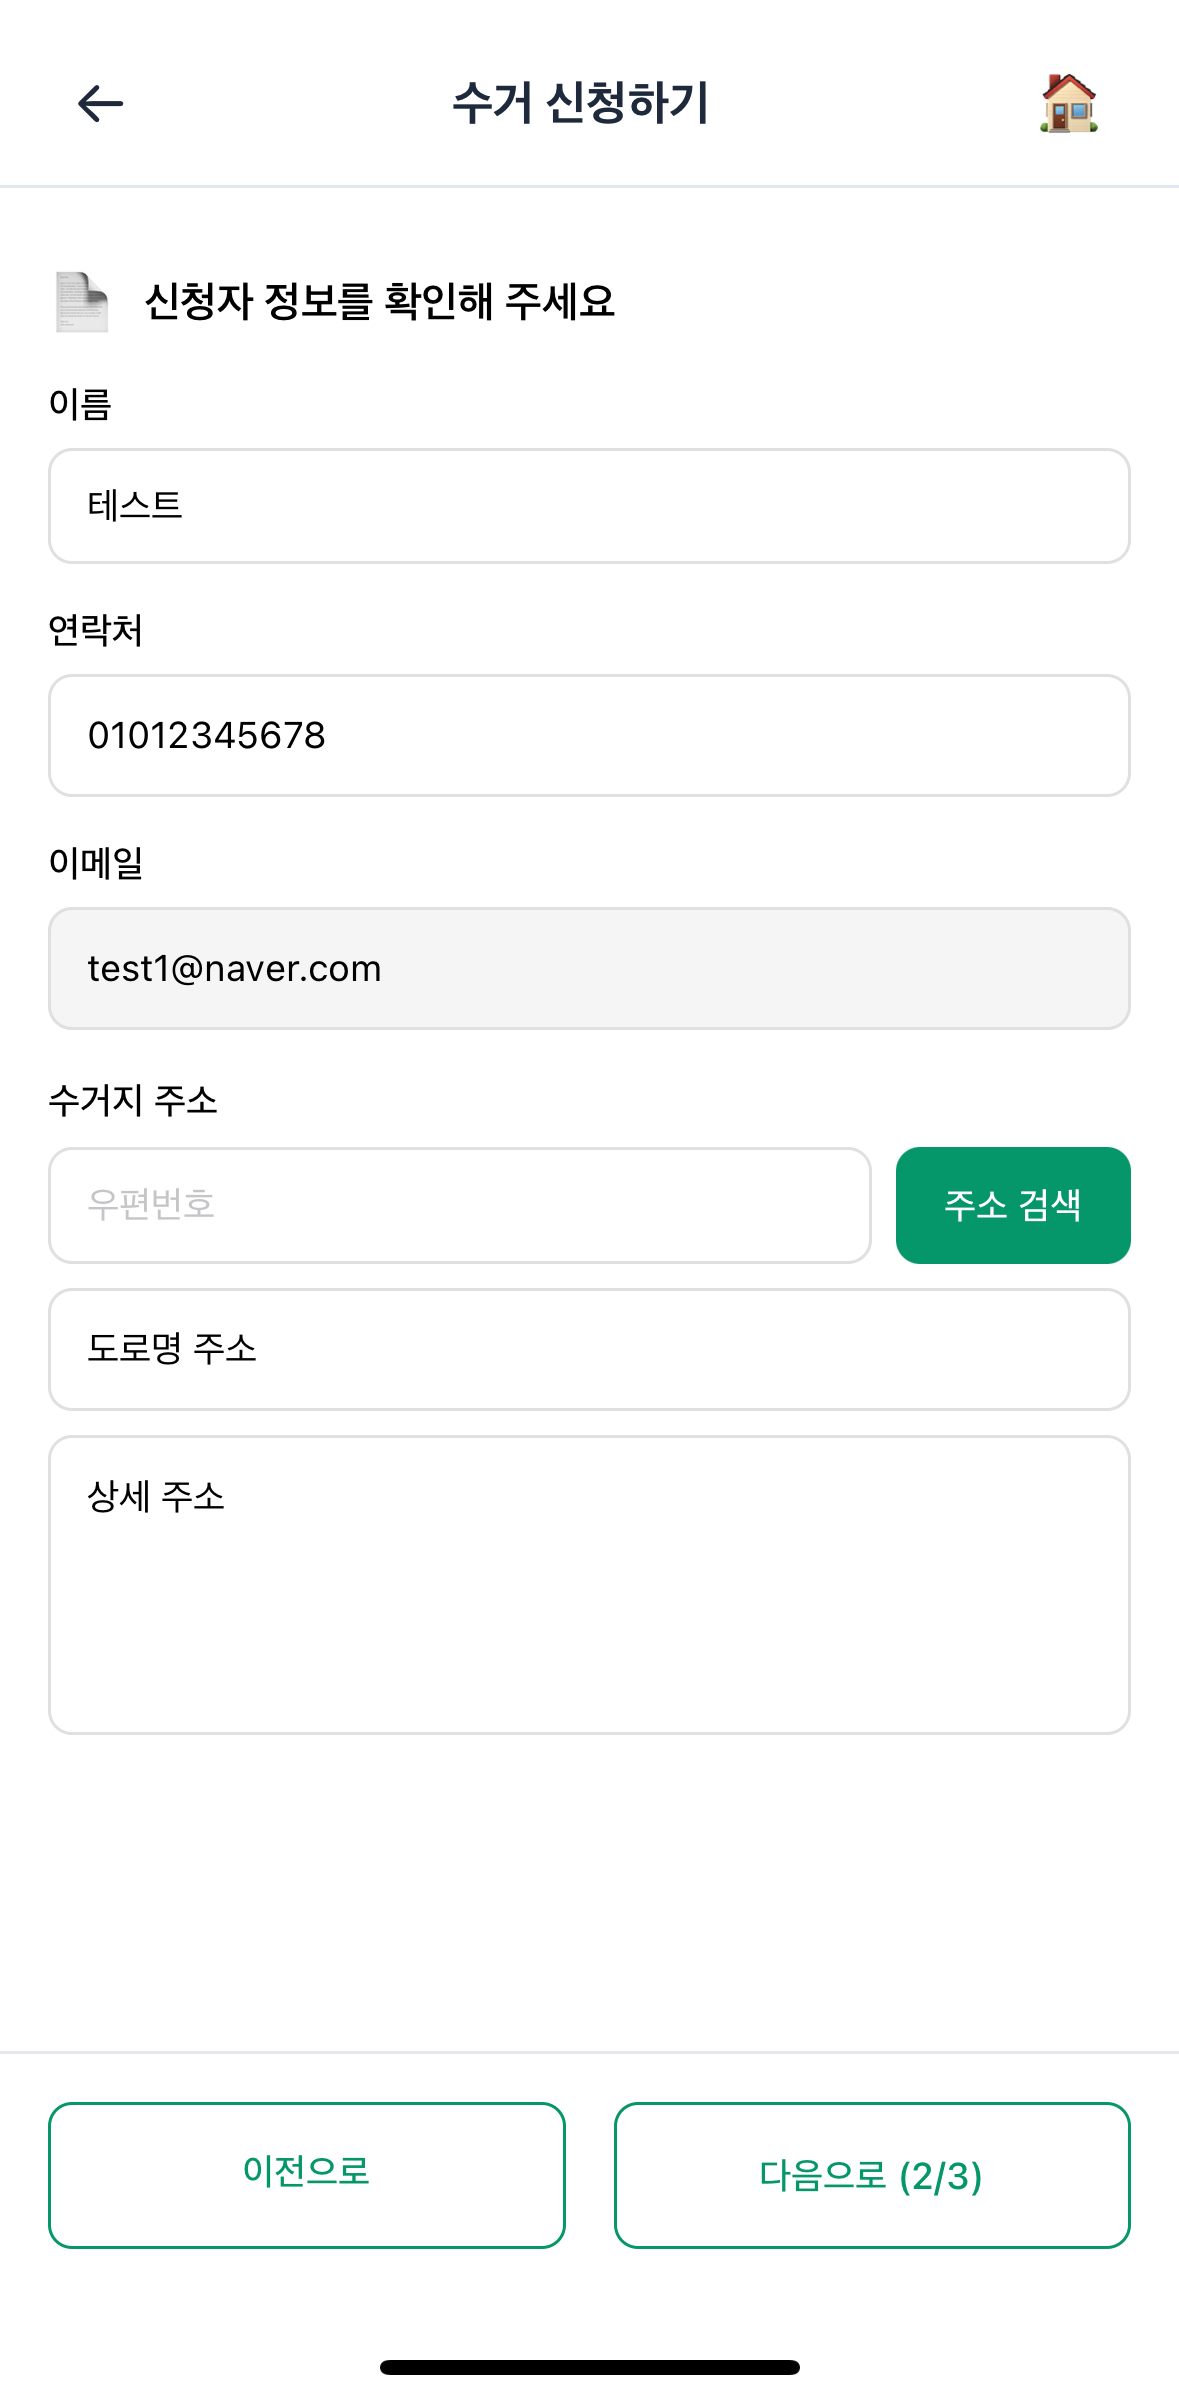 수거 신청하기
신청자 정보를 확인해 주세요
이름
테스트
연락처
01012345678
이메일
test1@naver.com
수거지 주소
우편번호
주소 검색
도로명 주소
상세 주소
이전으로
다음으로 (2/3)